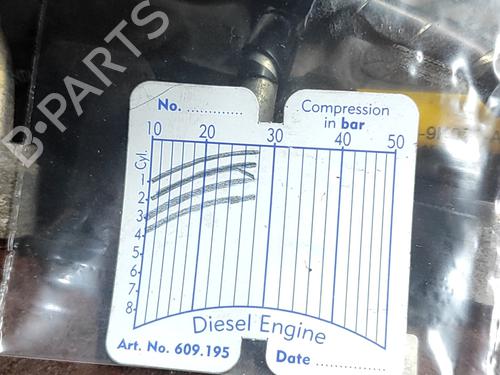 No. ............
Compression
in bar
10 20 30 40 50
Cyl.
1
2
3
4
5
6
7
8
Diesel Engine
Art. No. 609.195
Date ...............
B-PARTS